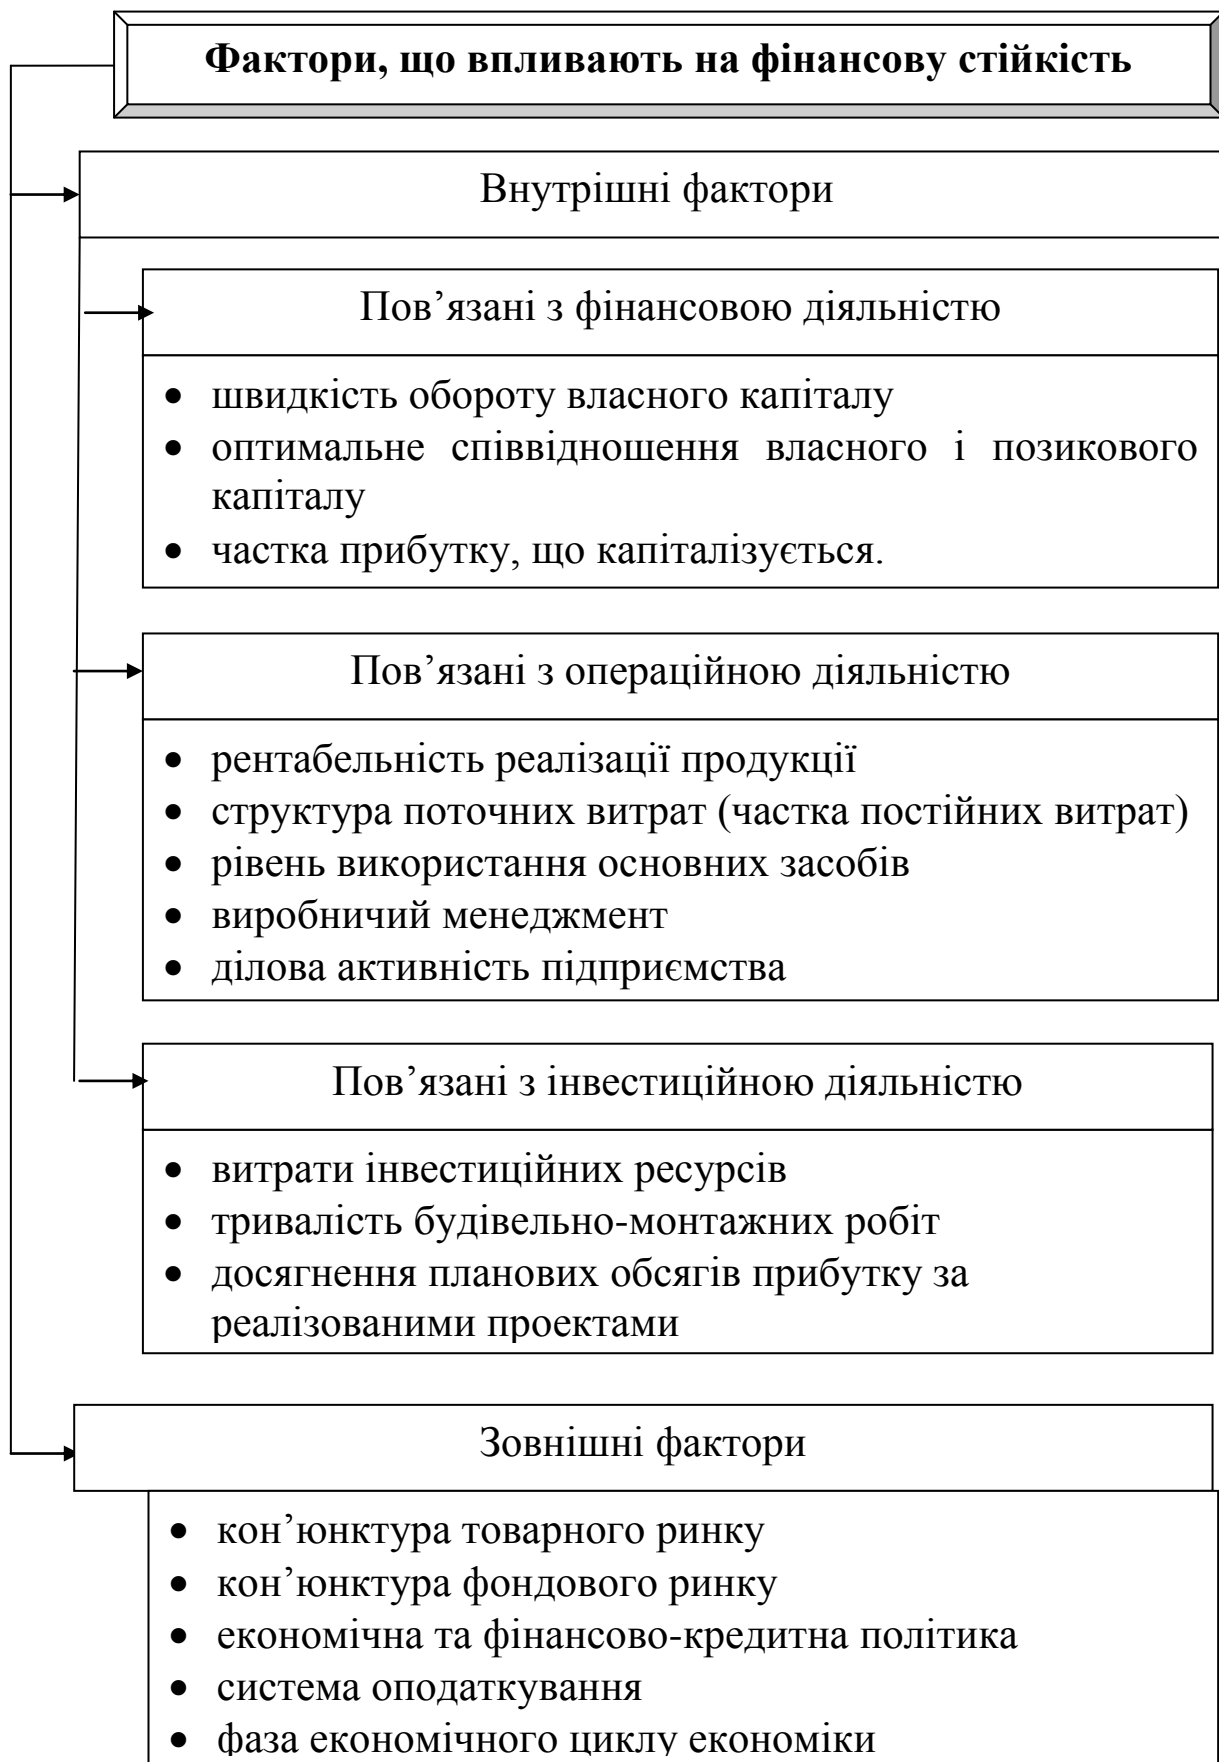 Фактори, що впливають на фінансову стійкість
Внутрішні фактори
Пов’язані з фінансовою діяльністю
• швидкість обороту власного капіталу
• оптимальне співвідношення власного і позикового
капіталу
• частка прибутку, що капіталізується.
Пов’язані з операційною діяльністю
• рентабельність реалізації продукції
• структура поточних витрат (частка постійних витрат)
• рівень використання основних засобів
• виробничий менеджмент
• ділова активність підприємства
Пов’язані з інвестиційною діяльністю
• витрати інвестиційних ресурсів
• тривалість будівельно-монтажних робіт
• досягнення планових обсягів прибутку за
реалізованими проектами
Зовнішні фактори
• кон’юнктура товарного ринку
• кон’юнктура фондового ринку
• економічна та фінансово-кредитна політика
• система оподаткування
• фаза економічного циклу економіки